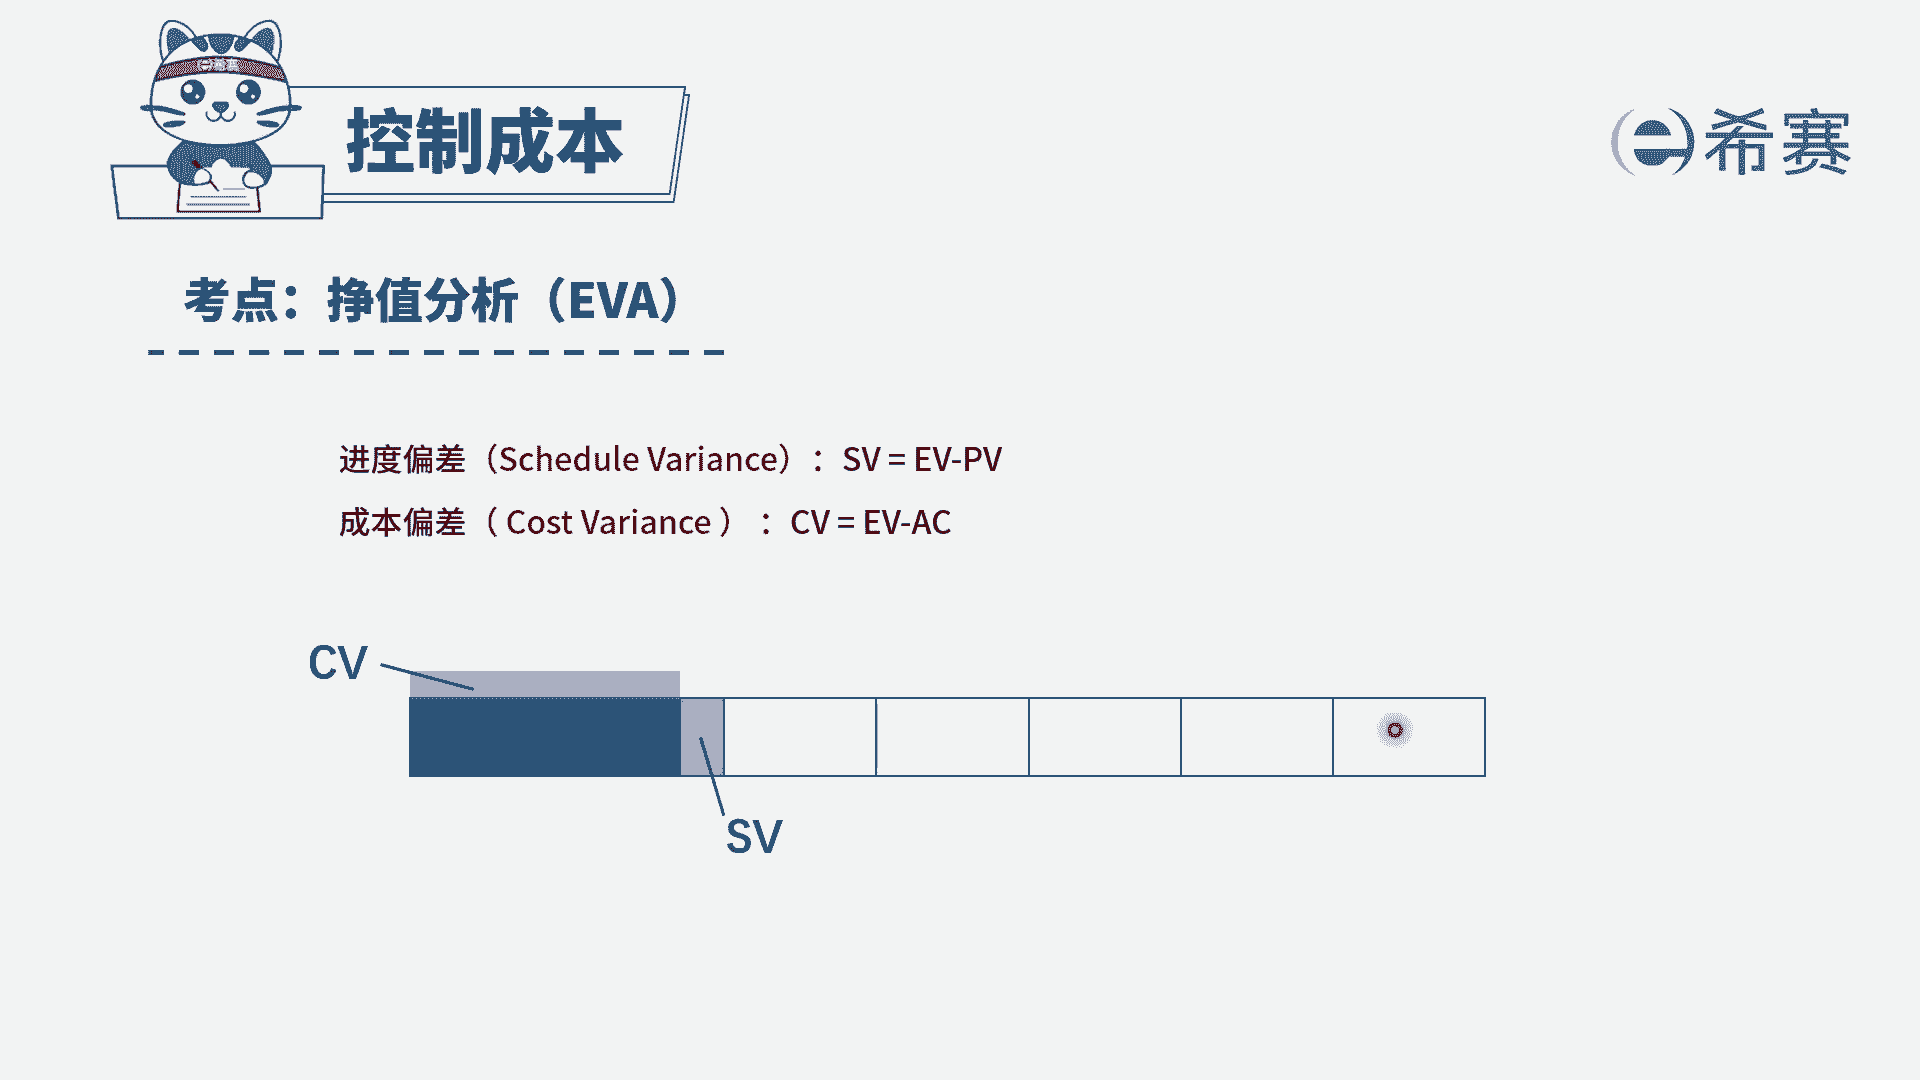 控制成本
希赛
考点：挣值分析（EVA）
进度偏差（Schedule Variance）：SV = EV-PV
成本偏差（ Cost Variance ）：CV = EV-AC
CV
SV